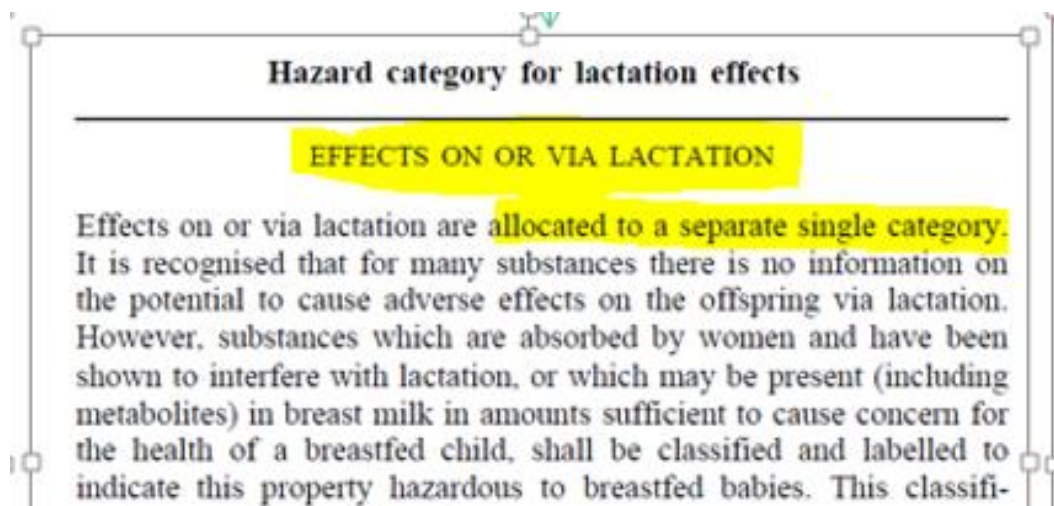 Hazard category for lactation effects
EFFECTS ON OR VIA LACTATION
Effects on or via lactation are allocated to a separate single category.
It is recognised that for many substances there is no information on
the potential to cause adverse effects on the offspring via lactation.
However, substances which are absorbed by women and have been
shown to interfere with lactation, or which may be present (including
metabolites) in breast milk in amounts sufficient to cause concern for
the health of a breastfed child, shall be classified and labelled to
indicate this property hazardous to breastfed babies. This classifi-